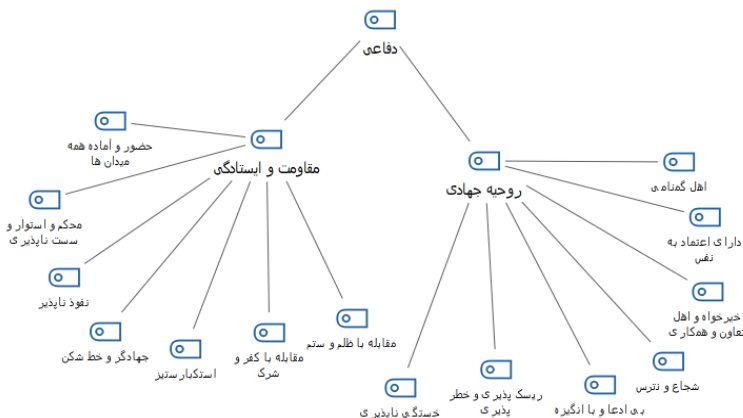 دفاعی
مقاومت و ایستادگی
روحیه جهادی
حضور و آماده همه
میدان ها
محکم و استوار و
سست ناپذیری
نفوذ ناپذیر
جهادگر و خط شکن
استکبارستیز
مقابله با کفر و
شرک
مقابله با ظلم و ستم
اهل گمنامی
دارای اعتماد به
نفس
خیرخواه و اهل
تعاون و همکاری
شجاع و نترس
بی ادعا و با انگیزه
ریسک پذیری و خطر
پذیری
خستگی ناپذیری